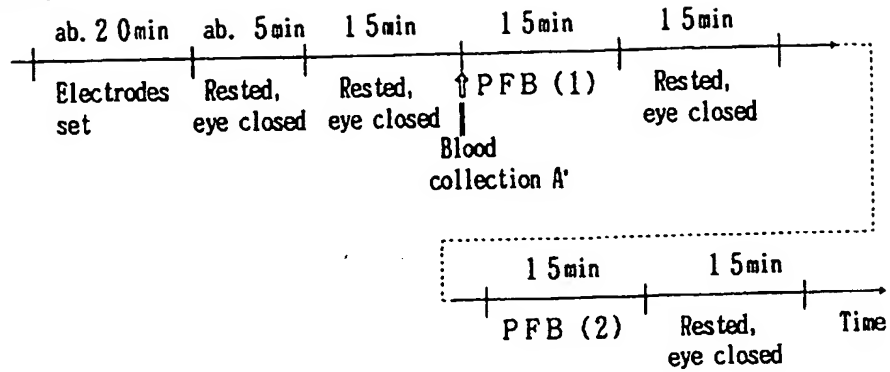 ab. 20min ab. 5min 15min 15min 15min
Electrodes set
Rested, eye closed
Rested, eye closed
PFB (1)
Rested, eye closed
Blood
collection A'
15min 15min
PFB (2)
Rested, eye closed
Time